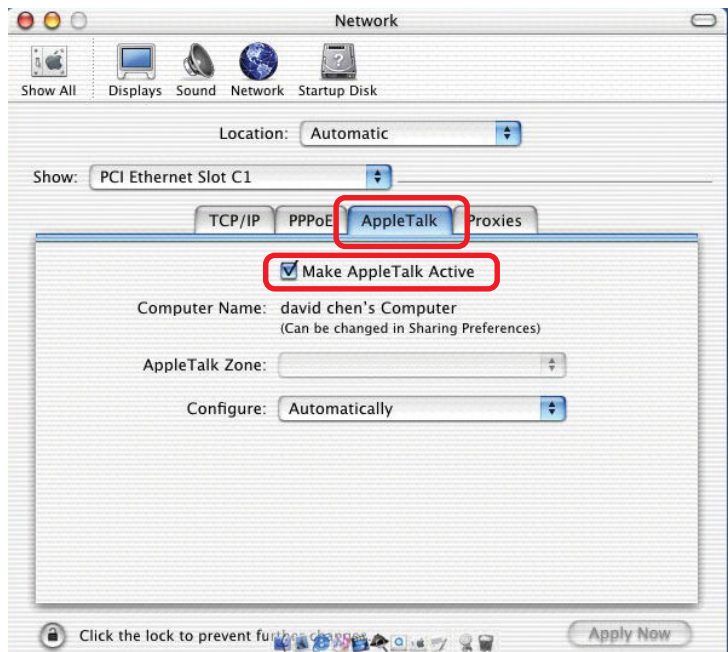 Network
Show All Displays Sound Network Startup Disk
Location: Automatic
Show: PCI Ethernet Slot C1
TCP/IP PPPoE AppleTalk Proxies
Make AppleTalk Active
Computer Name: david chen's Computer
(Can be changed in Sharing Preferences)
AppleTalk Zone:
Configure: Automatically
Click the lock to prevent further changes.
Apply Now